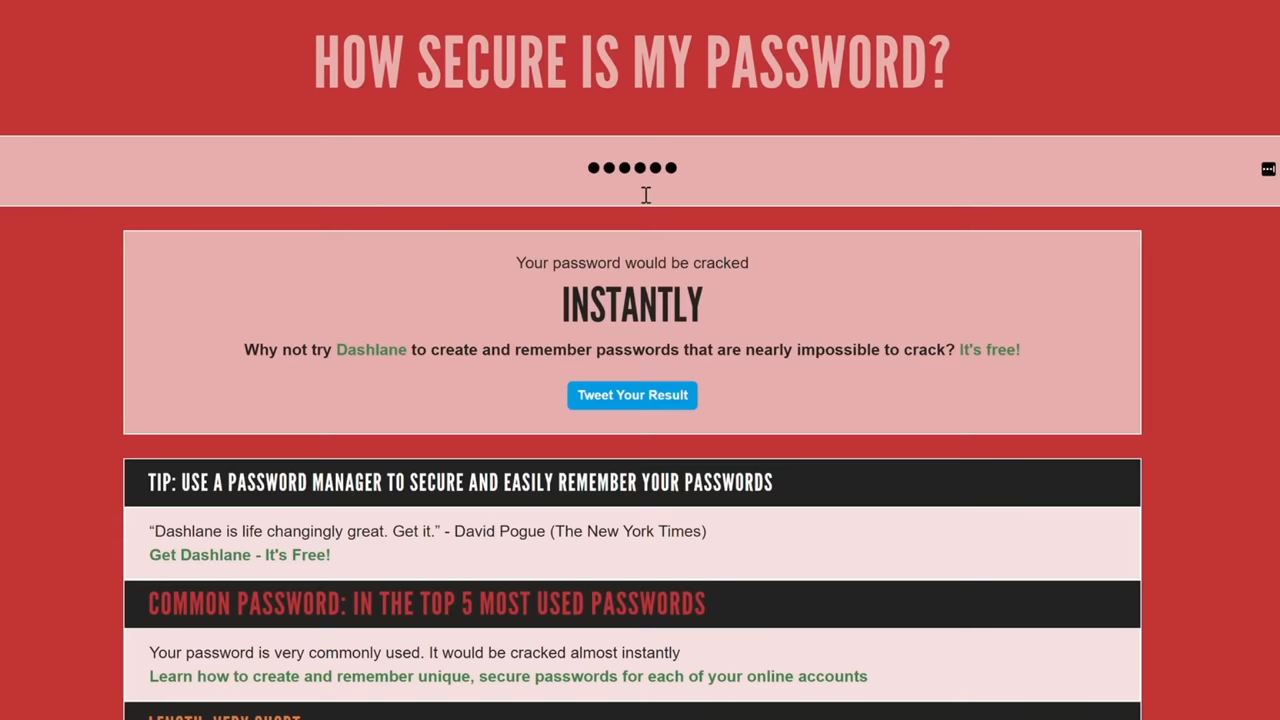 HOW SECURE IS MY PASSWORD?
••••••
Your password would be cracked
INSTANTLY
Why not try Dashlane to create and remember passwords that are nearly impossible to crack? It's free!
Tweet Your Result
TIP: USE A PASSWORD MANAGER TO SECURE AND EASILY REMEMBER YOUR PASSWORDS
“Dashlane is life changingly great. Get it.” - David Pogue (The New York Times)
Get Dashlane - It's Free!
COMMON PASSWORD: IN THE TOP 5 MOST USED PASSWORDS
Your password is very commonly used. It would be cracked almost instantly
Learn how to create and remember unique, secure passwords for each of your online accounts
LENGTH: VERY SHORT